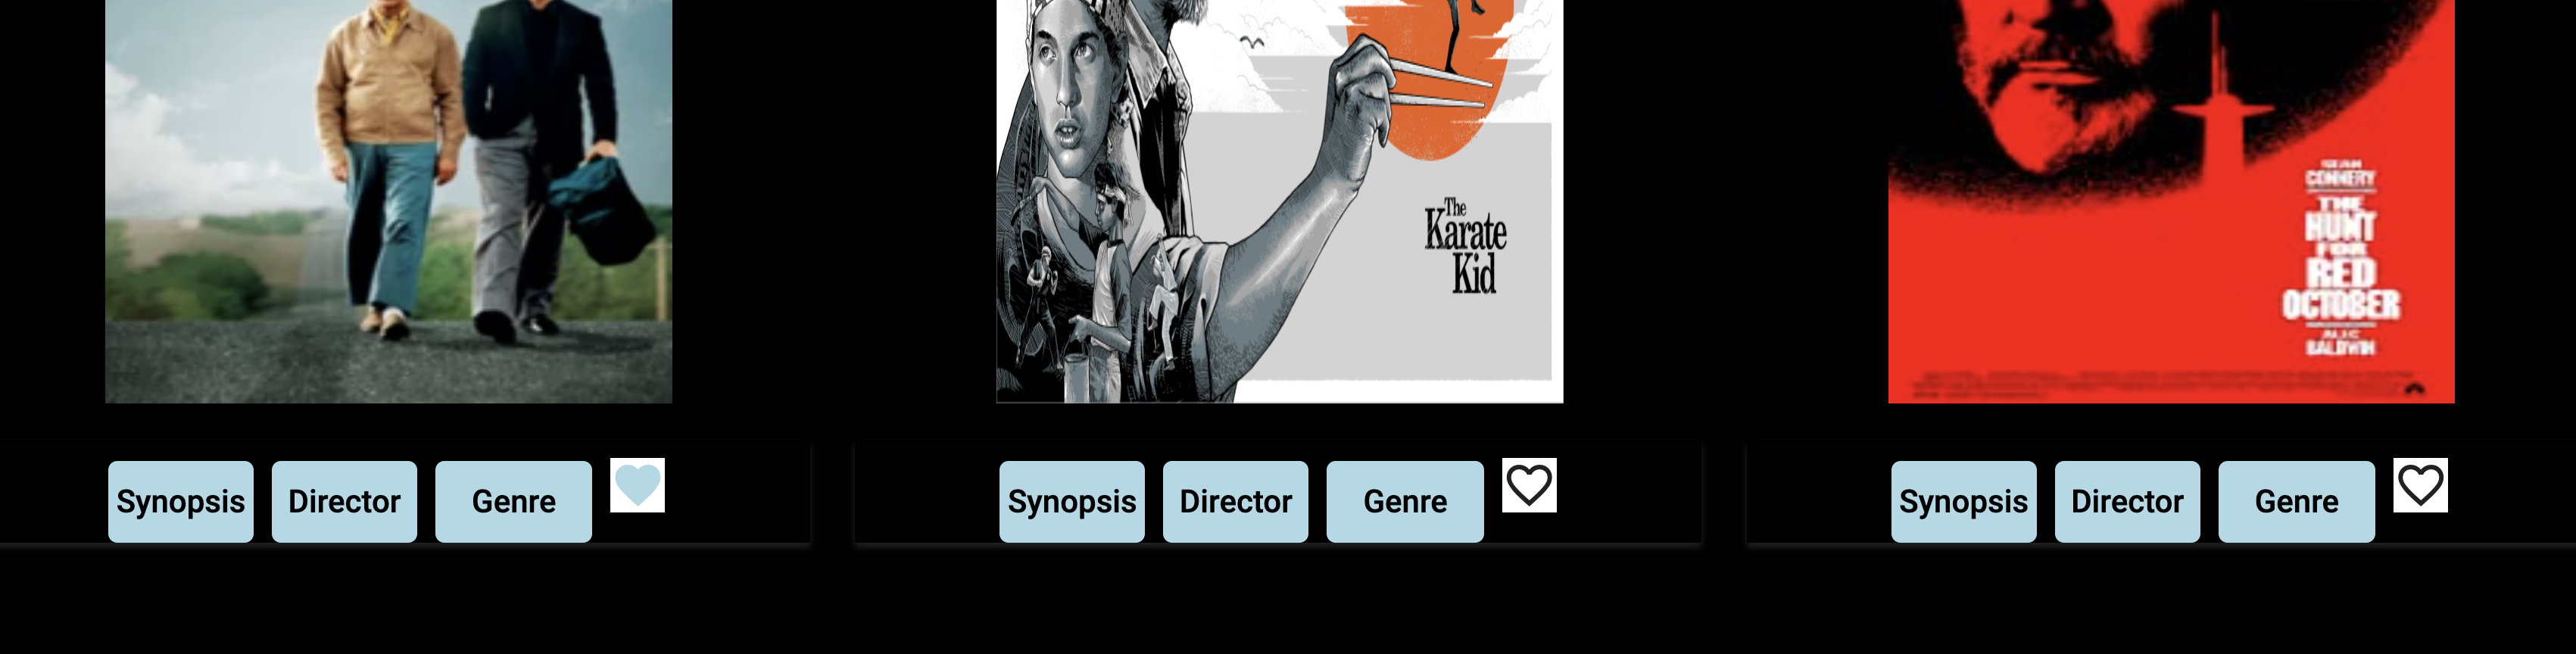 The
Karate
Kid
SEAN
CONNERY
THE
HUNT
FOR
RED
OCTOBER
ALEC
BALDWIN
Synopsis Director Genre
Synopsis Director Genre
Synopsis Director Genre